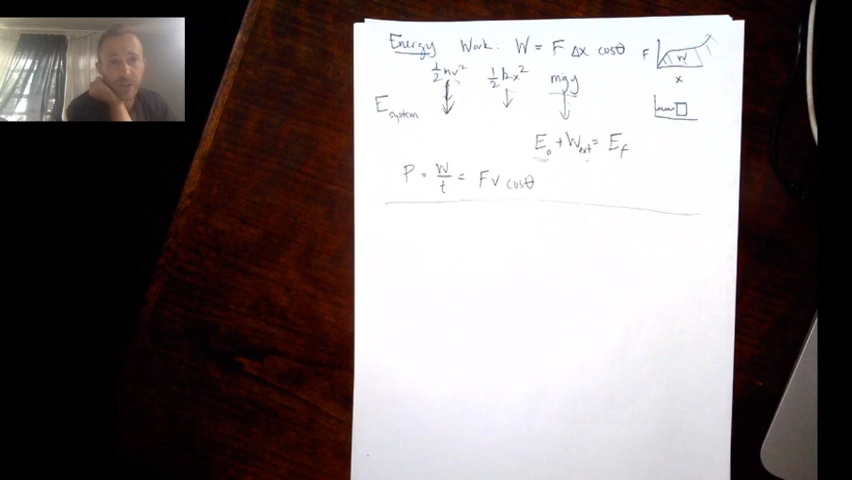 Energy Work: W = F Δx cosθ
F W x
½mv² ½kx² mgy
E system
E₀ + W ext = E f
P = W/t = Fv cosθ